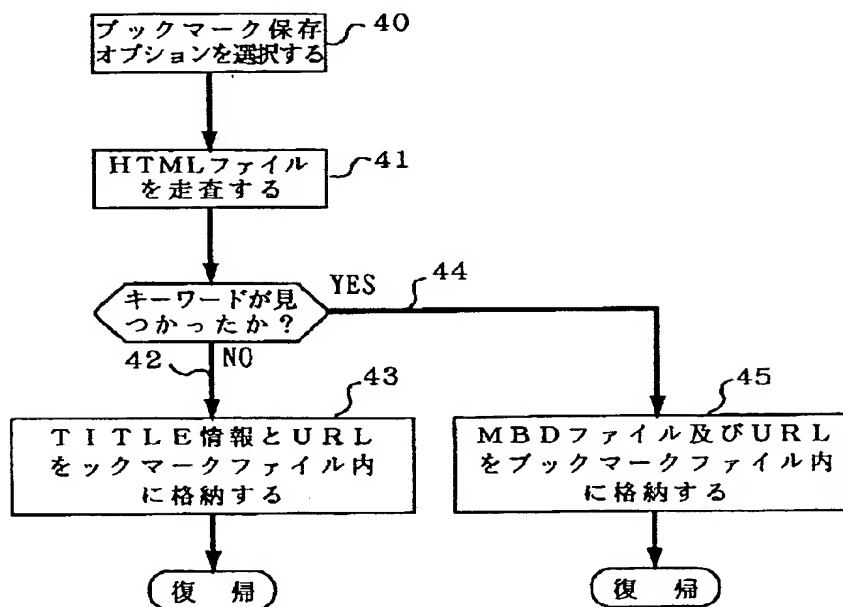 ブックマーク保存
オプションを選択する
40
HTMLファイル
を走査する
41
キーワードが見
つかったか？
YES
44
42
NO
43
TITLE情報とURL
をックマークファイル内
に格納する
45
MBDファイル及びURL
をブックマークファイル内
に格納する
復帰
復帰